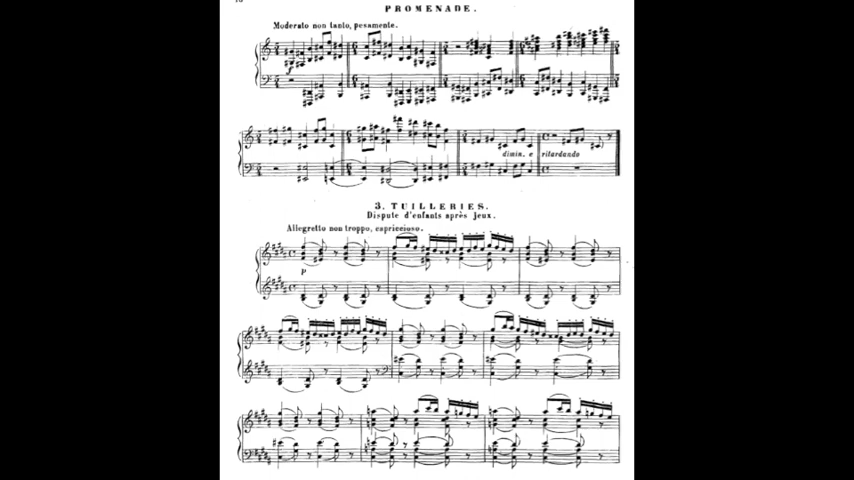 PROMENADE.
Moderato non tanto, pesamente.
f
dimin. e ritardando
3. TUILLERIES.
Dispute d'enfants après jeux.
Allegretto non troppo, capriccioso.
p